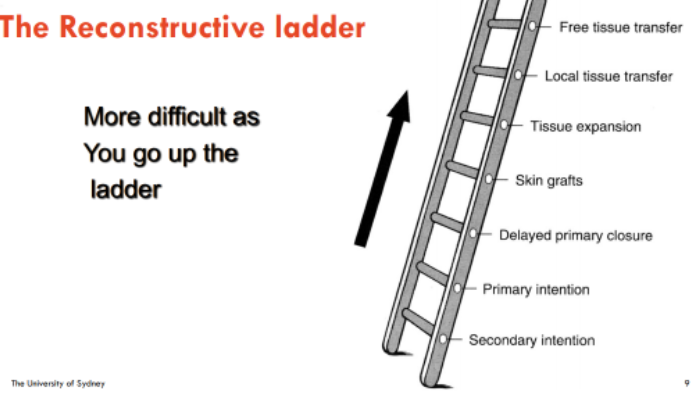 The Reconstructive ladder
More difficult as
You go up the
ladder
Free tissue transfer
Local tissue transfer
Tissue expansion
Skin grafts
Delayed primary closure
Primary intention
Secondary intention
The University of Sydney
9